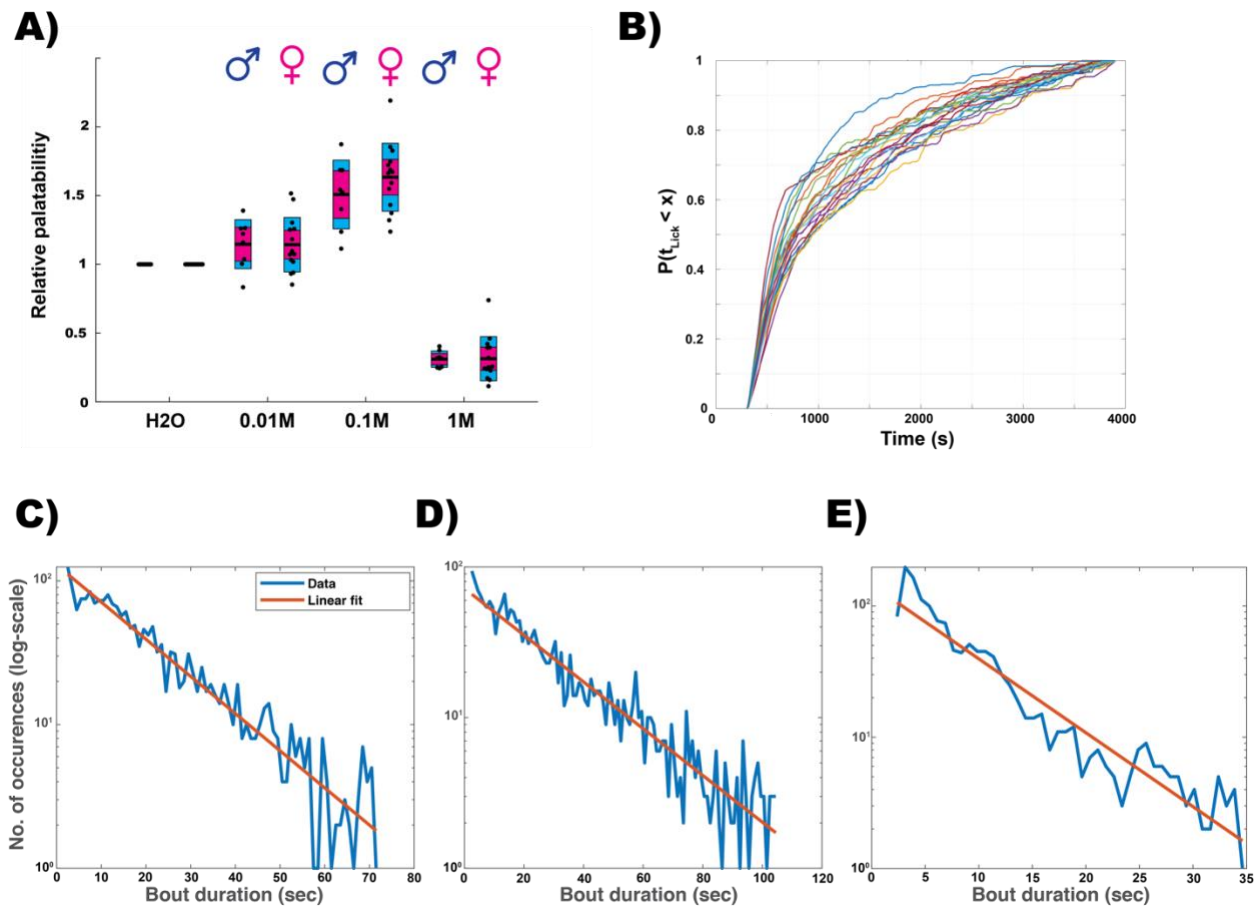 A)
♂ ♀ ♂ ♀ ♂ ♀
Relative palatabilitiy
2
1.5
1
0.5
0
H2O 0.01M 0.1M 1M
B)
P(t_Lick < x)
1
0.8
0.6
0.4
0.2
0
0 1000 2000 3000 4000
Time (s)
C)
No. of occurences (log-scale)
10²
10¹
10⁰
Data
Linear fit
0 10 20 30 40 50 60 70 80
Bout duration (sec)
D)
10²
10¹
10⁰
0 20 40 60 80 100 120
Bout duration (sec)
E)
10²
10¹
10⁰
0 5 10 15 20 25 30 35
Bout duration (sec)